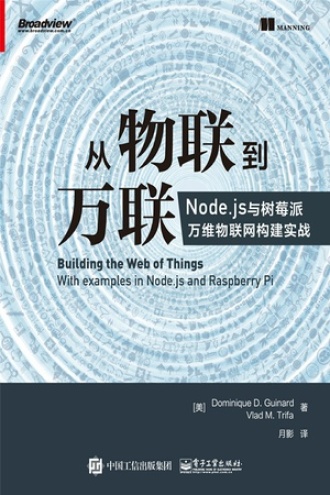 Broadview®
www.broadview.com.cn
MANNING
从物联到
万联
Node.js与树莓派
万维物联网构建实战
Building the Web of Things
With examples in Node.js and Raspberry Pi
[美] Dominique D. Guinard
Vlad M. Trifa 著
月影 译
中国工信出版集团
电子工业出版社